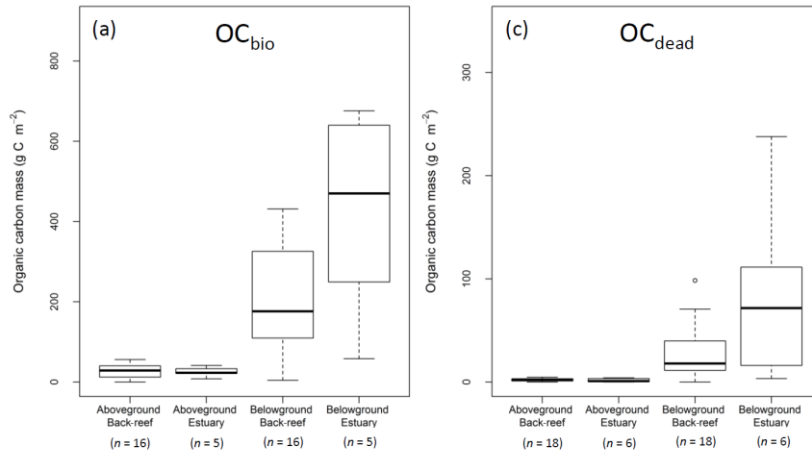 (a)
OCbio
Organic carbon mass (g C m−2)
800
600
400
200
0
Aboveground
Back-reef
(n = 16)
Aboveground
Estuary
(n = 5)
Belowground
Back-reef
(n = 16)
Belowground
Estuary
(n = 5)
(c)
OCdead
Organic carbon mass (g C m−2)
300
200
100
0
Aboveground
Back-reef
(n = 18)
Aboveground
Estuary
(n = 6)
Belowground
Back-reef
(n = 18)
Belowground
Estuary
(n = 6)